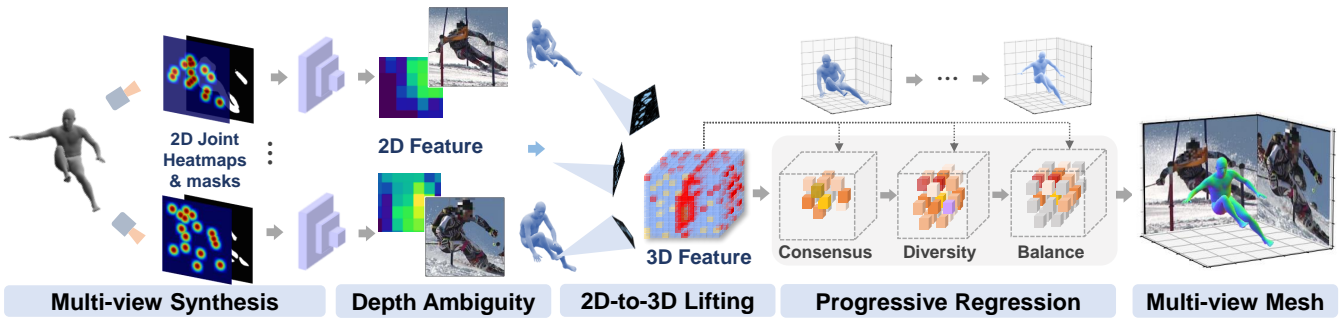 2D Joint
Heatmaps
& masks
2D Feature
3D Feature
Consensus
Diversity
Balance
Multi-view Synthesis
Depth Ambiguity
2D-to-3D Lifting
Progressive Regression
Multi-view Mesh